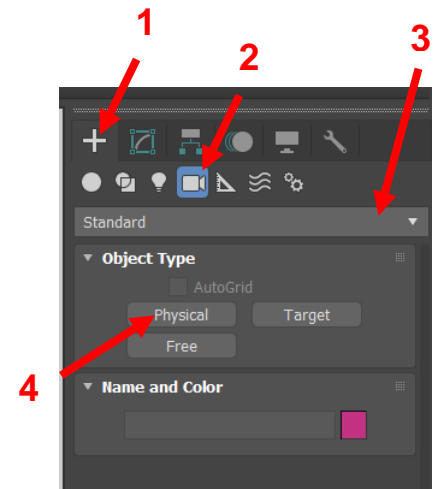 1
2
3
Standard
Object Type
AutoGrid
Physical Target
Free
4
Name and Color